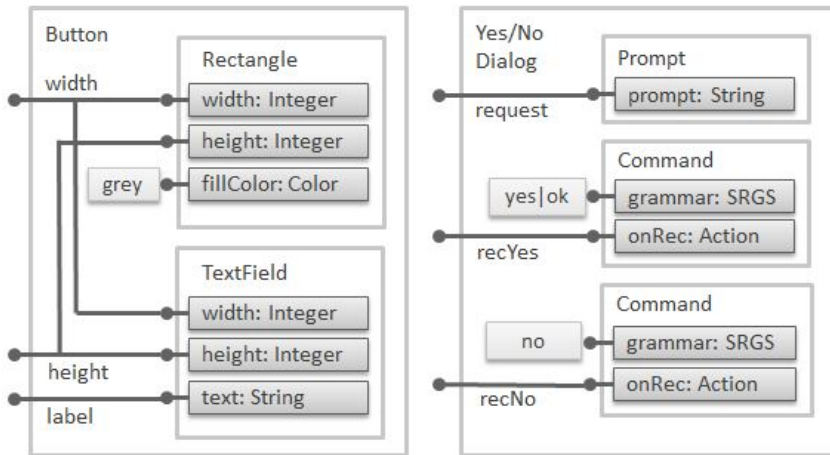 Button
Rectangle
width
width: Integer
height: Integer
grey
fillColor: Color
TextField
width: Integer
height: Integer
height
text: String
label
Yes/No
Dialog
Prompt
prompt: String
request
Command
yes|ok
grammar: SRGS
onRec: Action
recYes
Command
no
grammar: SRGS
onRec: Action
recNo